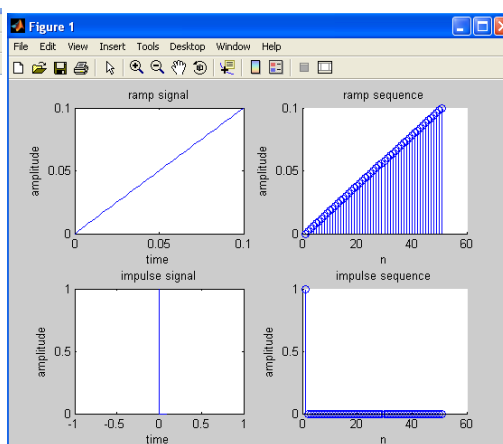 Figure 1
File Edit View Insert Tools Desktop Window Help
ramp signal
0.1
0.05
0
amplitude
0 0.05 0.1
time
ramp sequence
0.1
0.05
0
amplitude
0 20 40 60
n
impulse signal
1
0.5
0
amplitude
-1 -0.5 0 0.5 1
time
impulse sequence
1
0.5
0
amplitude
0 20 40 60
n